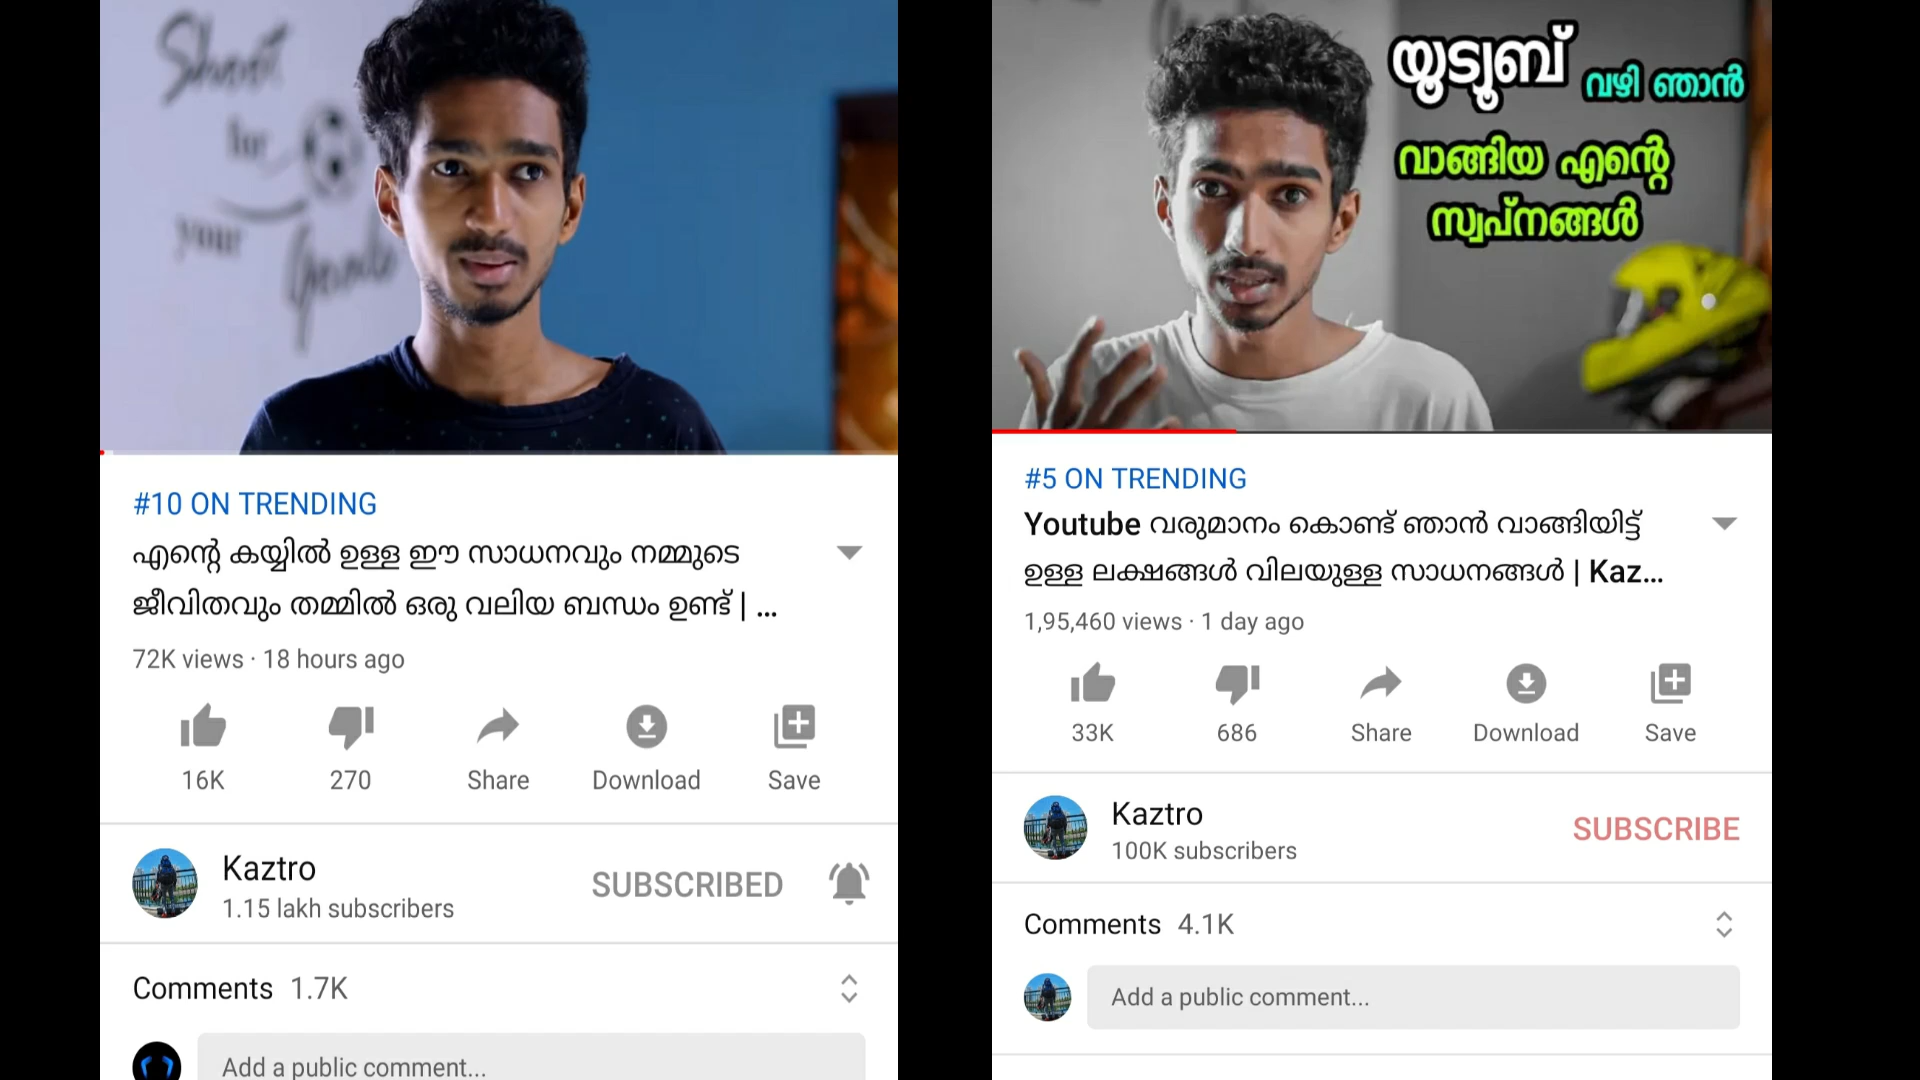 Shoot
for
your
Goals
#10 ON TRENDING
എന്റെ കയ്യിൽ ഉള്ള ഈ സാധനവും നമ്മുടെ
ജീവിതവും തമ്മിൽ ഒരു വലിയ ബന്ധം ഉണ്ട് | ...
72K views · 18 hours ago
16K
270
Share
Download
Save
Kaztro
1.15 lakh subscribers
SUBSCRIBED
Comments 1.7K
Add a public comment...
യൂട്യൂബ് വഴി ഞാൻ
വാങ്ങിയ എന്റെ
സ്വപ്നങ്ങൾ
#5 ON TRENDING
Youtube വരുമാനം കൊണ്ട് ഞാൻ വാങ്ങിയിട്ട്
ഉള്ള ലക്ഷങ്ങൾ വിലയുള്ള സാധനങ്ങൾ | Kaz...
1,95,460 views · 1 day ago
33K
686
Share
Download
Save
Kaztro
100K subscribers
SUBSCRIBE
Comments 4.1K
Add a public comment...